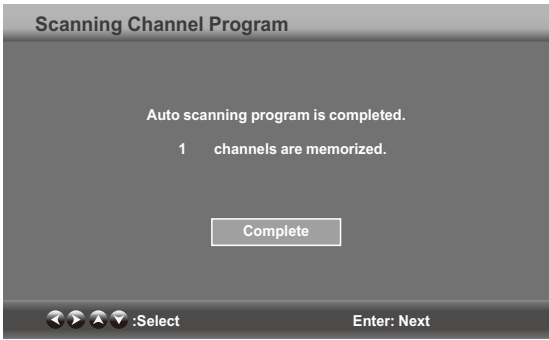 Scanning Channel Program
Auto scanning program is completed.
1 channels are memorized.
Complete
:Select Enter: Next